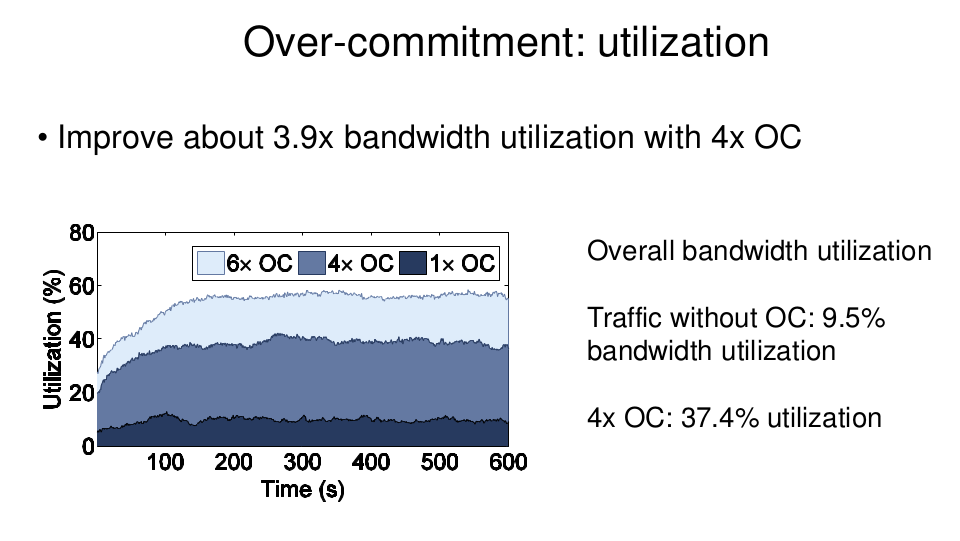 Over-commitment: utilization
• Improve about 3.9x bandwidth utilization with 4x OC
80
60
40
20
0
Utilization (%)
6× OC 4× OC 1× OC
100 200 300 400 500 600
Time (s)
Overall bandwidth utilization
Traffic without OC: 9.5%
bandwidth utilization
4x OC: 37.4% utilization